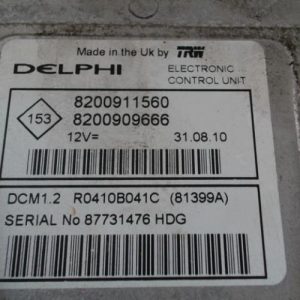 Made in the Uk by TRW
DELPHI
ELECTRONIC
CONTROL UNIT
153
8200911560
8200909666
12V= 31.08.10
DCM1.2 R0410B041C (81399A)
SERIAL No 87731476 HDG